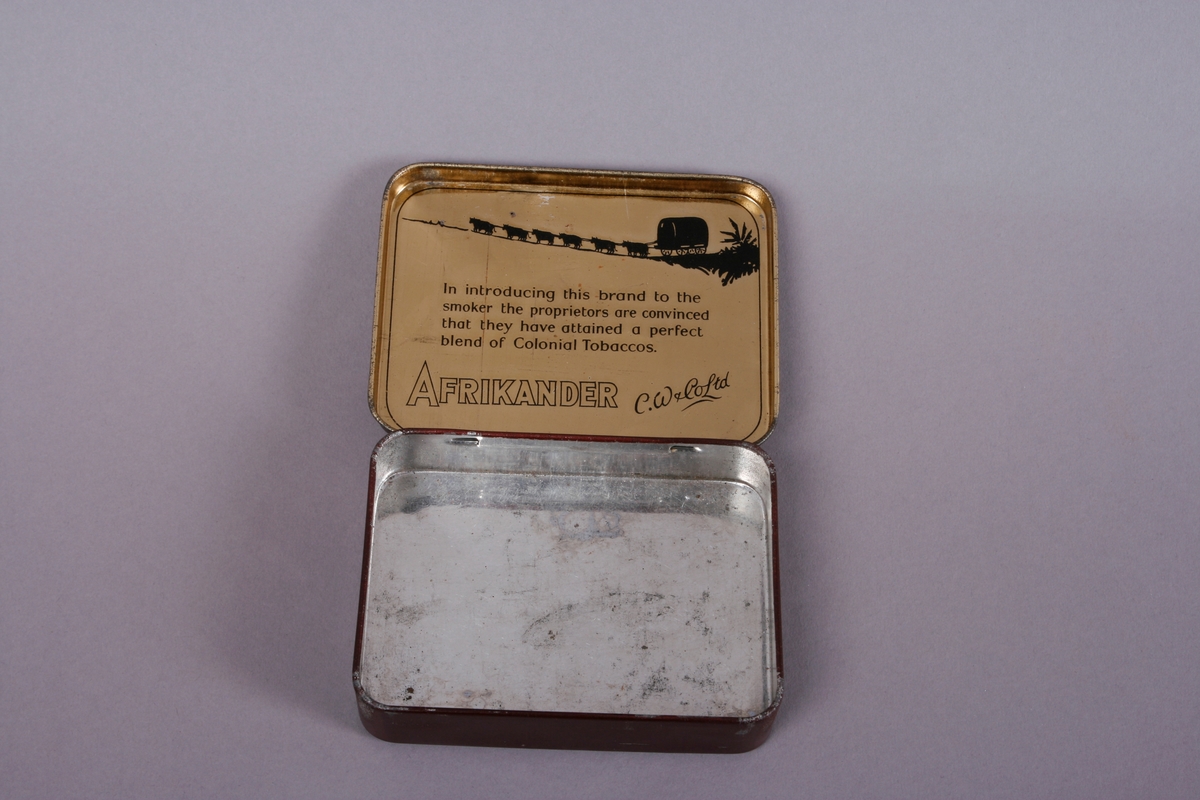 In introducing this brand to the
smoker the proprietors are convinced
that they have attained a perfect
blend of Colonial Tobaccos.
AFRIKANDER C.W & Co Ltd